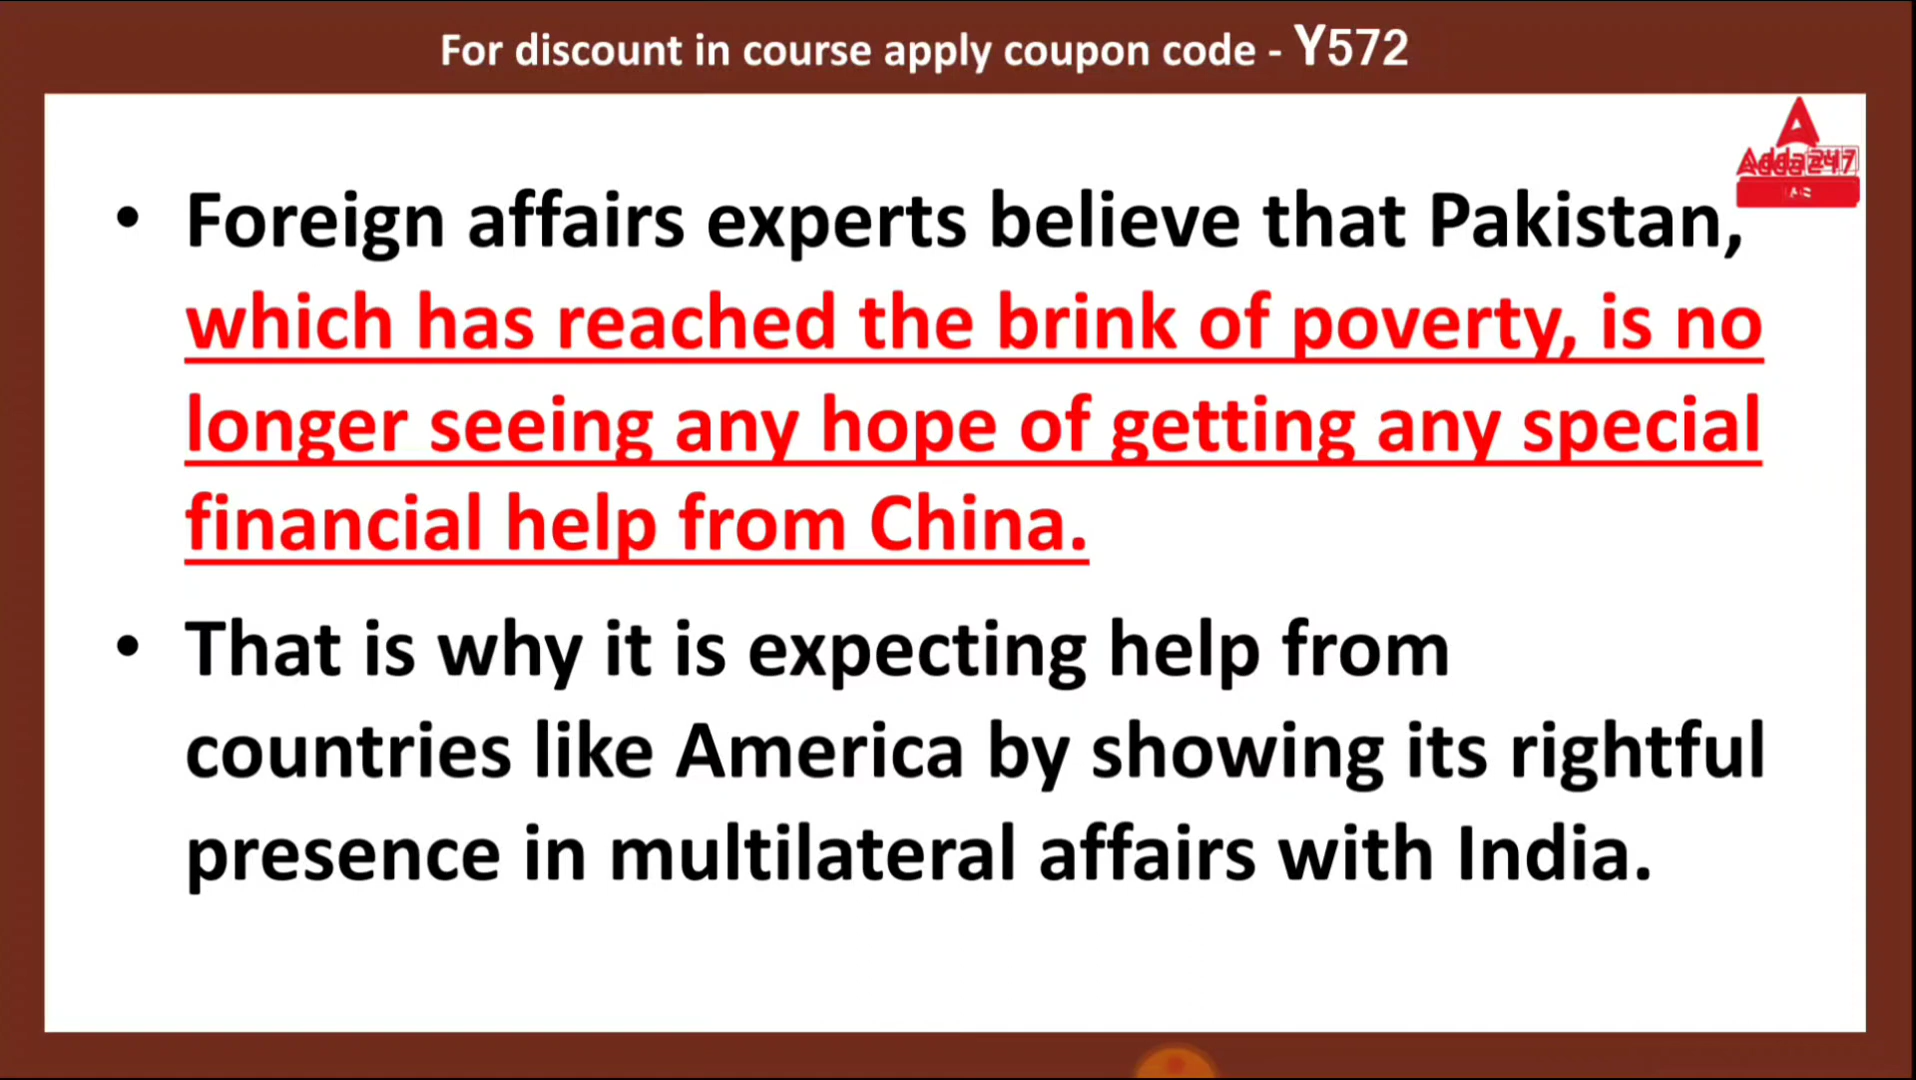 For discount in course apply coupon code - Y572
Adda247
IAS
• Foreign affairs experts believe that Pakistan,
which has reached the brink of poverty, is no
longer seeing any hope of getting any special
financial help from China.
• That is why it is expecting help from
countries like America by showing its rightful
presence in multilateral affairs with India.